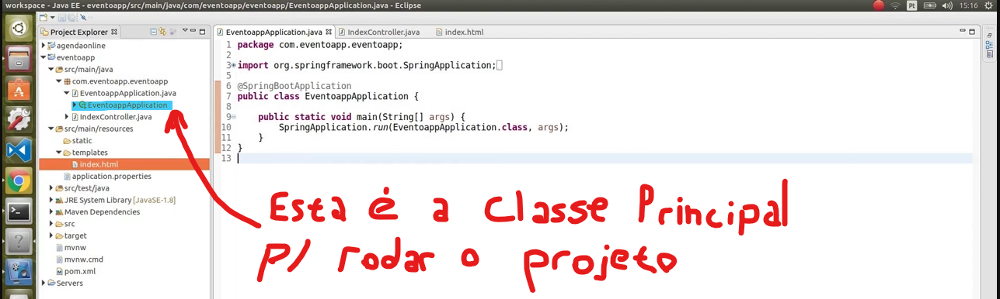 workspace - Java EE - eventoapp/src/main/java/com/eventoapp/eventoapp/EventoappApplication.java - Eclipse
Pt
15:16
Project Explorer
agendaonline
eventoapp
src/main/java
com.eventoapp.eventoapp
EventoappApplication.java
EventoappApplication
IndexController.java
src/main/resources
static
templates
index.html
application.properties
src/test/java
JRE System Library [JavaSE-1.8]
Maven Dependencies
src
target
mvnw
mvnw.cmd
pom.xml
Servers
EventoappApplication.java
IndexController.java
index.html
1 package com.eventoapp.eventoapp;
2
3 import org.springframework.boot.SpringApplication;
6 @SpringBootApplication
7 public class EventoappApplication {
8
9 public static void main(String[] args) {
10 SpringApplication.run(EventoappApplication.class, args);
11 }
12 }
13
Esta é a classe Principal
P/ rodar o projeto